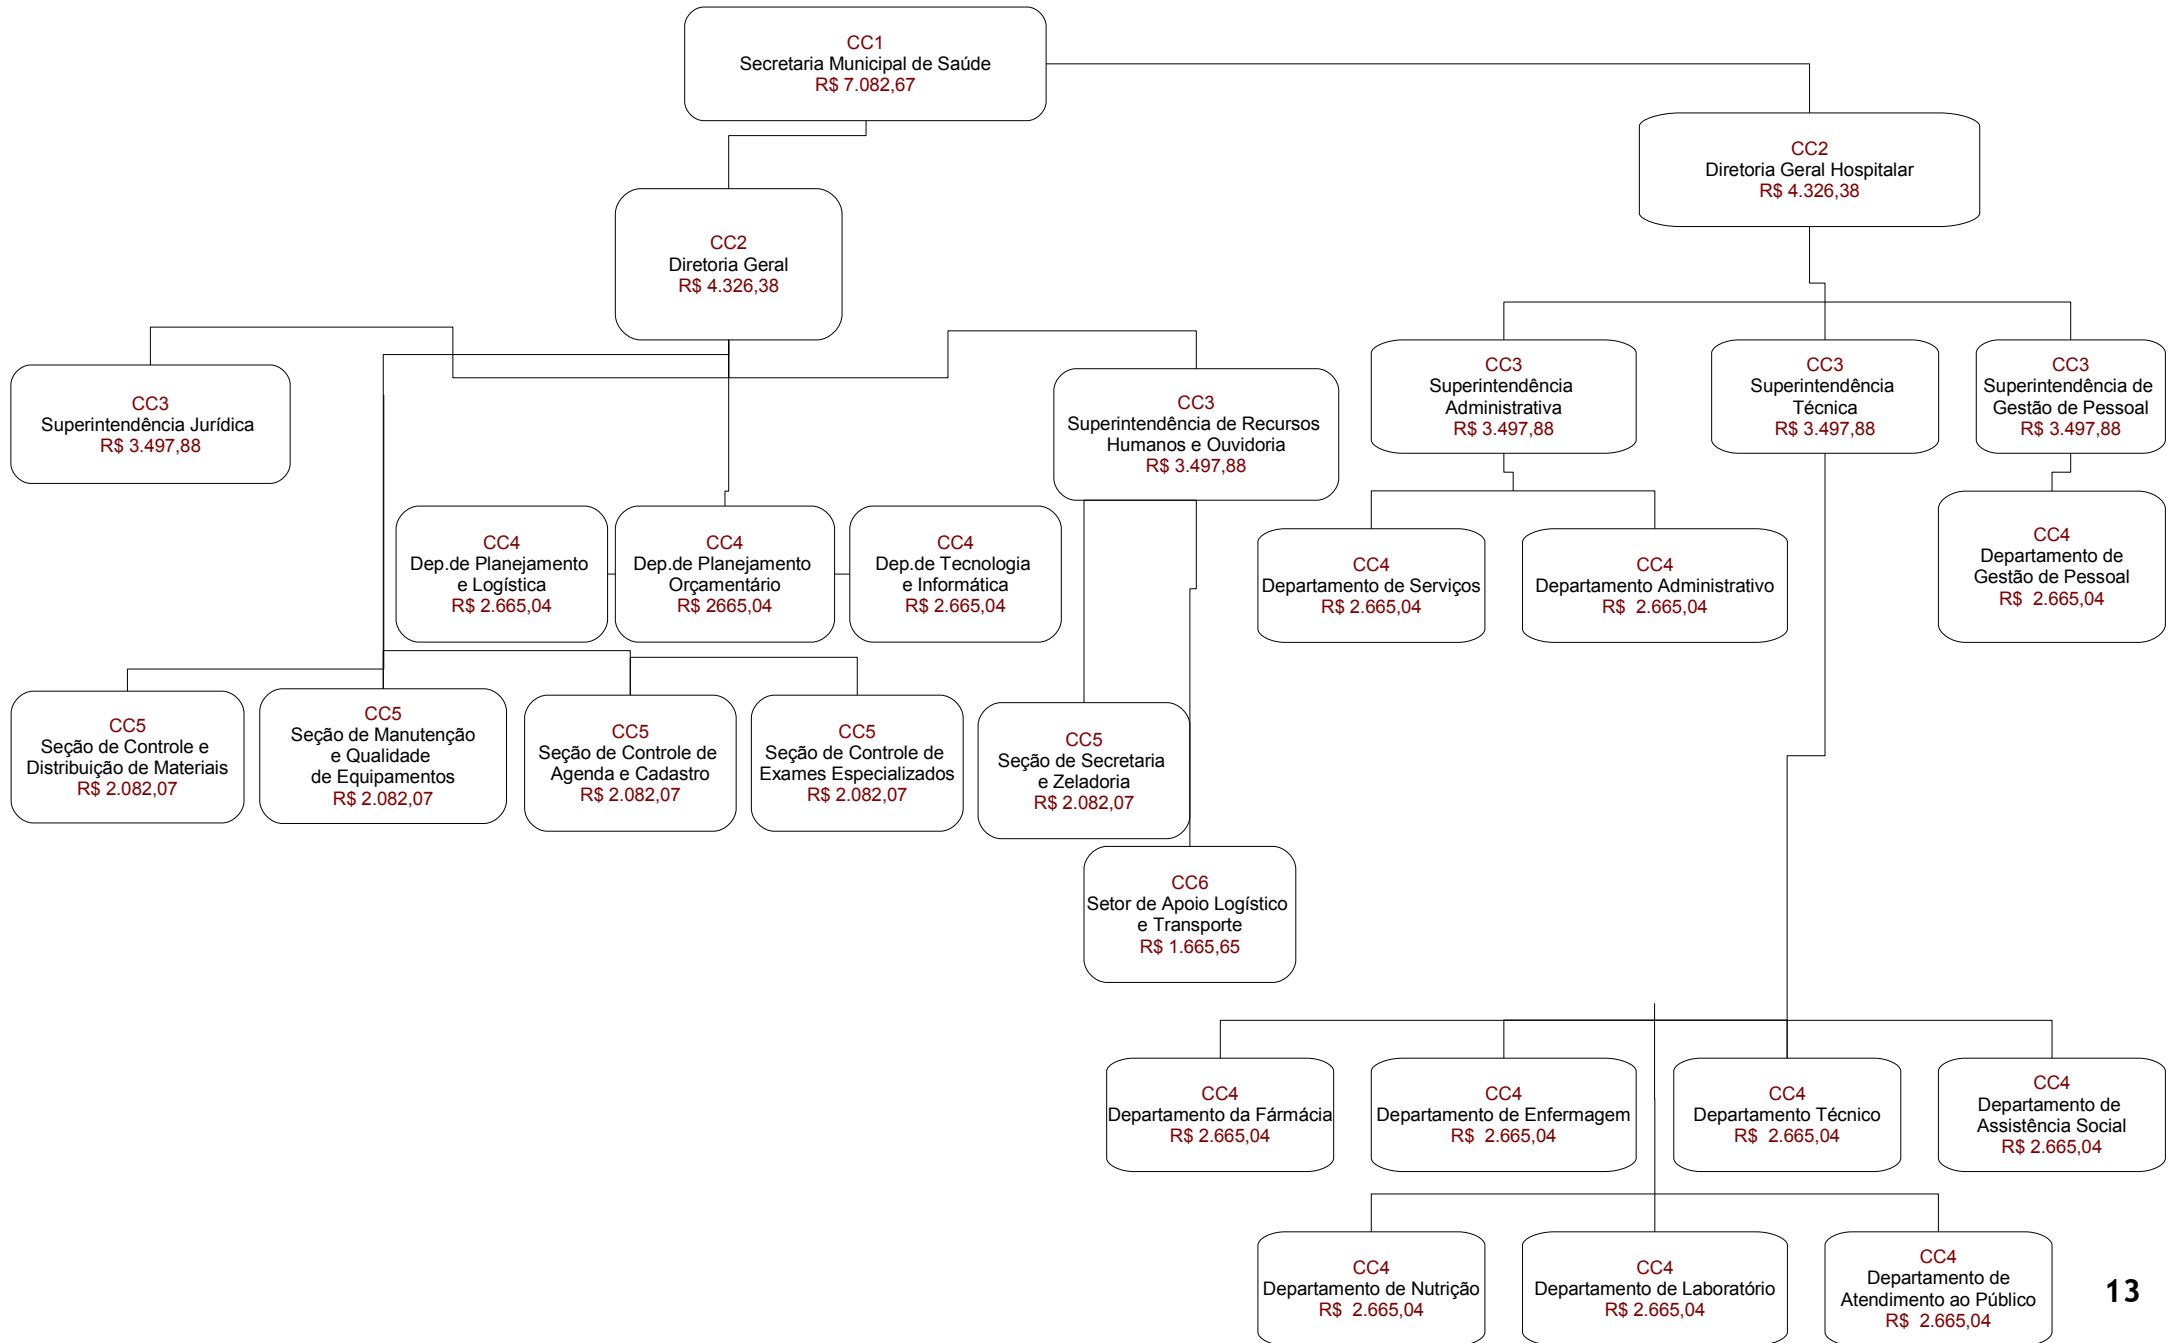 CC1
Secretaria Municipal de Saúde
R$ 7.082,67
CC2
Diretoria Geral Hospitalar
R$ 4.326,38
CC2
Diretoria Geral
R$ 4.326,38
CC3
Superintendência Jurídica
R$ 3.497,88
CC3
Superintendência de Recursos
Humanos e Ouvidoria
R$ 3.497,88
CC3
Superintendência
Administrativa
R$ 3.497,88
CC3
Superintendência
Técnica
R$ 3.497,88
CC3
Superintendência de
Gestão de Pessoal
R$ 3.497,88
CC4
Dep.de Planejamento
e Logística
R$ 2.665,04
CC4
Dep.de Planejamento
Orçamentário
R$ 2665,04
CC4
Dep.de Tecnologia
e Informática
R$ 2.665,04
CC4
Departamento de Serviços
R$ 2.665,04
CC4
Departamento Administrativo
R$ 2.665,04
CC4
Departamento de
Gestão de Pessoal
R$ 2.665,04
CC5
Seção de Controle e
Distribuição de Materiais
R$ 2.082,07
CC5
Seção de Manutenção
e Qualidade
de Equipamentos
R$ 2.082,07
CC5
Seção de Controle de
Agenda e Cadastro
R$ 2.082,07
CC5
Seção de Controle de
Exames Especializados
R$ 2.082,07
CC5
Seção de Secretaria
e Zeladoria
R$ 2.082,07
CC6
Setor de Apoio Logístico
e Transporte
R$ 1.665,65
CC4
Departamento da Fármácia
R$ 2.665,04
CC4
Departamento de Enfermagem
R$ 2.665,04
CC4
Departamento Técnico
R$ 2.665,04
CC4
Departamento de
Assistência Social
R$ 2.665,04
CC4
Departamento de Nutrição
R$ 2.665,04
CC4
Departamento de Laboratório
R$ 2.665,04
CC4
Departamento de
Atendimento ao Público
R$ 2.665,04
13